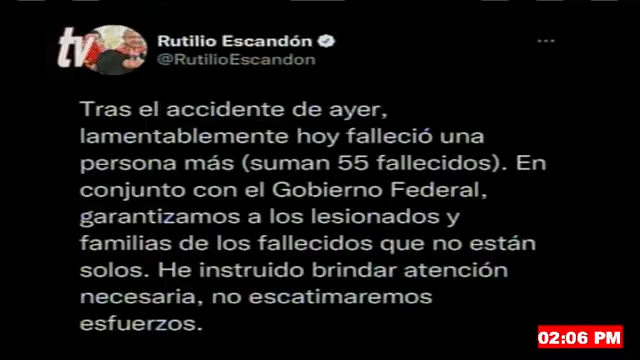 tv
Rutilio Escandón
@RutilioEscandon
Tras el accidente de ayer,
lamentablemente hoy falleció una
persona más (suman 55 fallecidos). En
conjunto con el Gobierno Federal,
garantizamos a los lesionados y
familias de los fallecidos que no están
solos. He instruido brindar atención
necesaria, no escatimaremos
esfuerzos.
02:06 PM